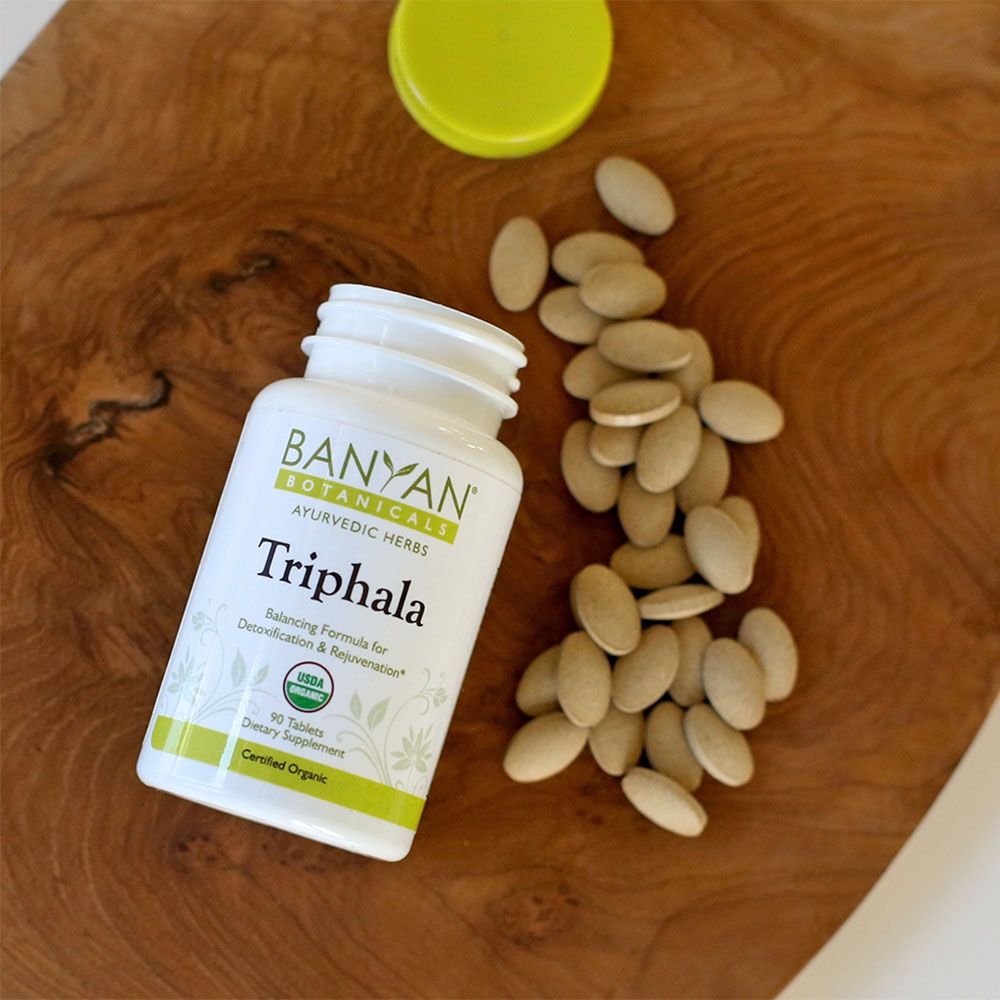 BANYAN®
BOTANICALS
AYURVEDIC HERBS
Triphala
Balancing Formula for
Detoxification & Rejuvenation*
USDA
ORGANIC
90 Tablets
Dietary Supplement
Certified Organic